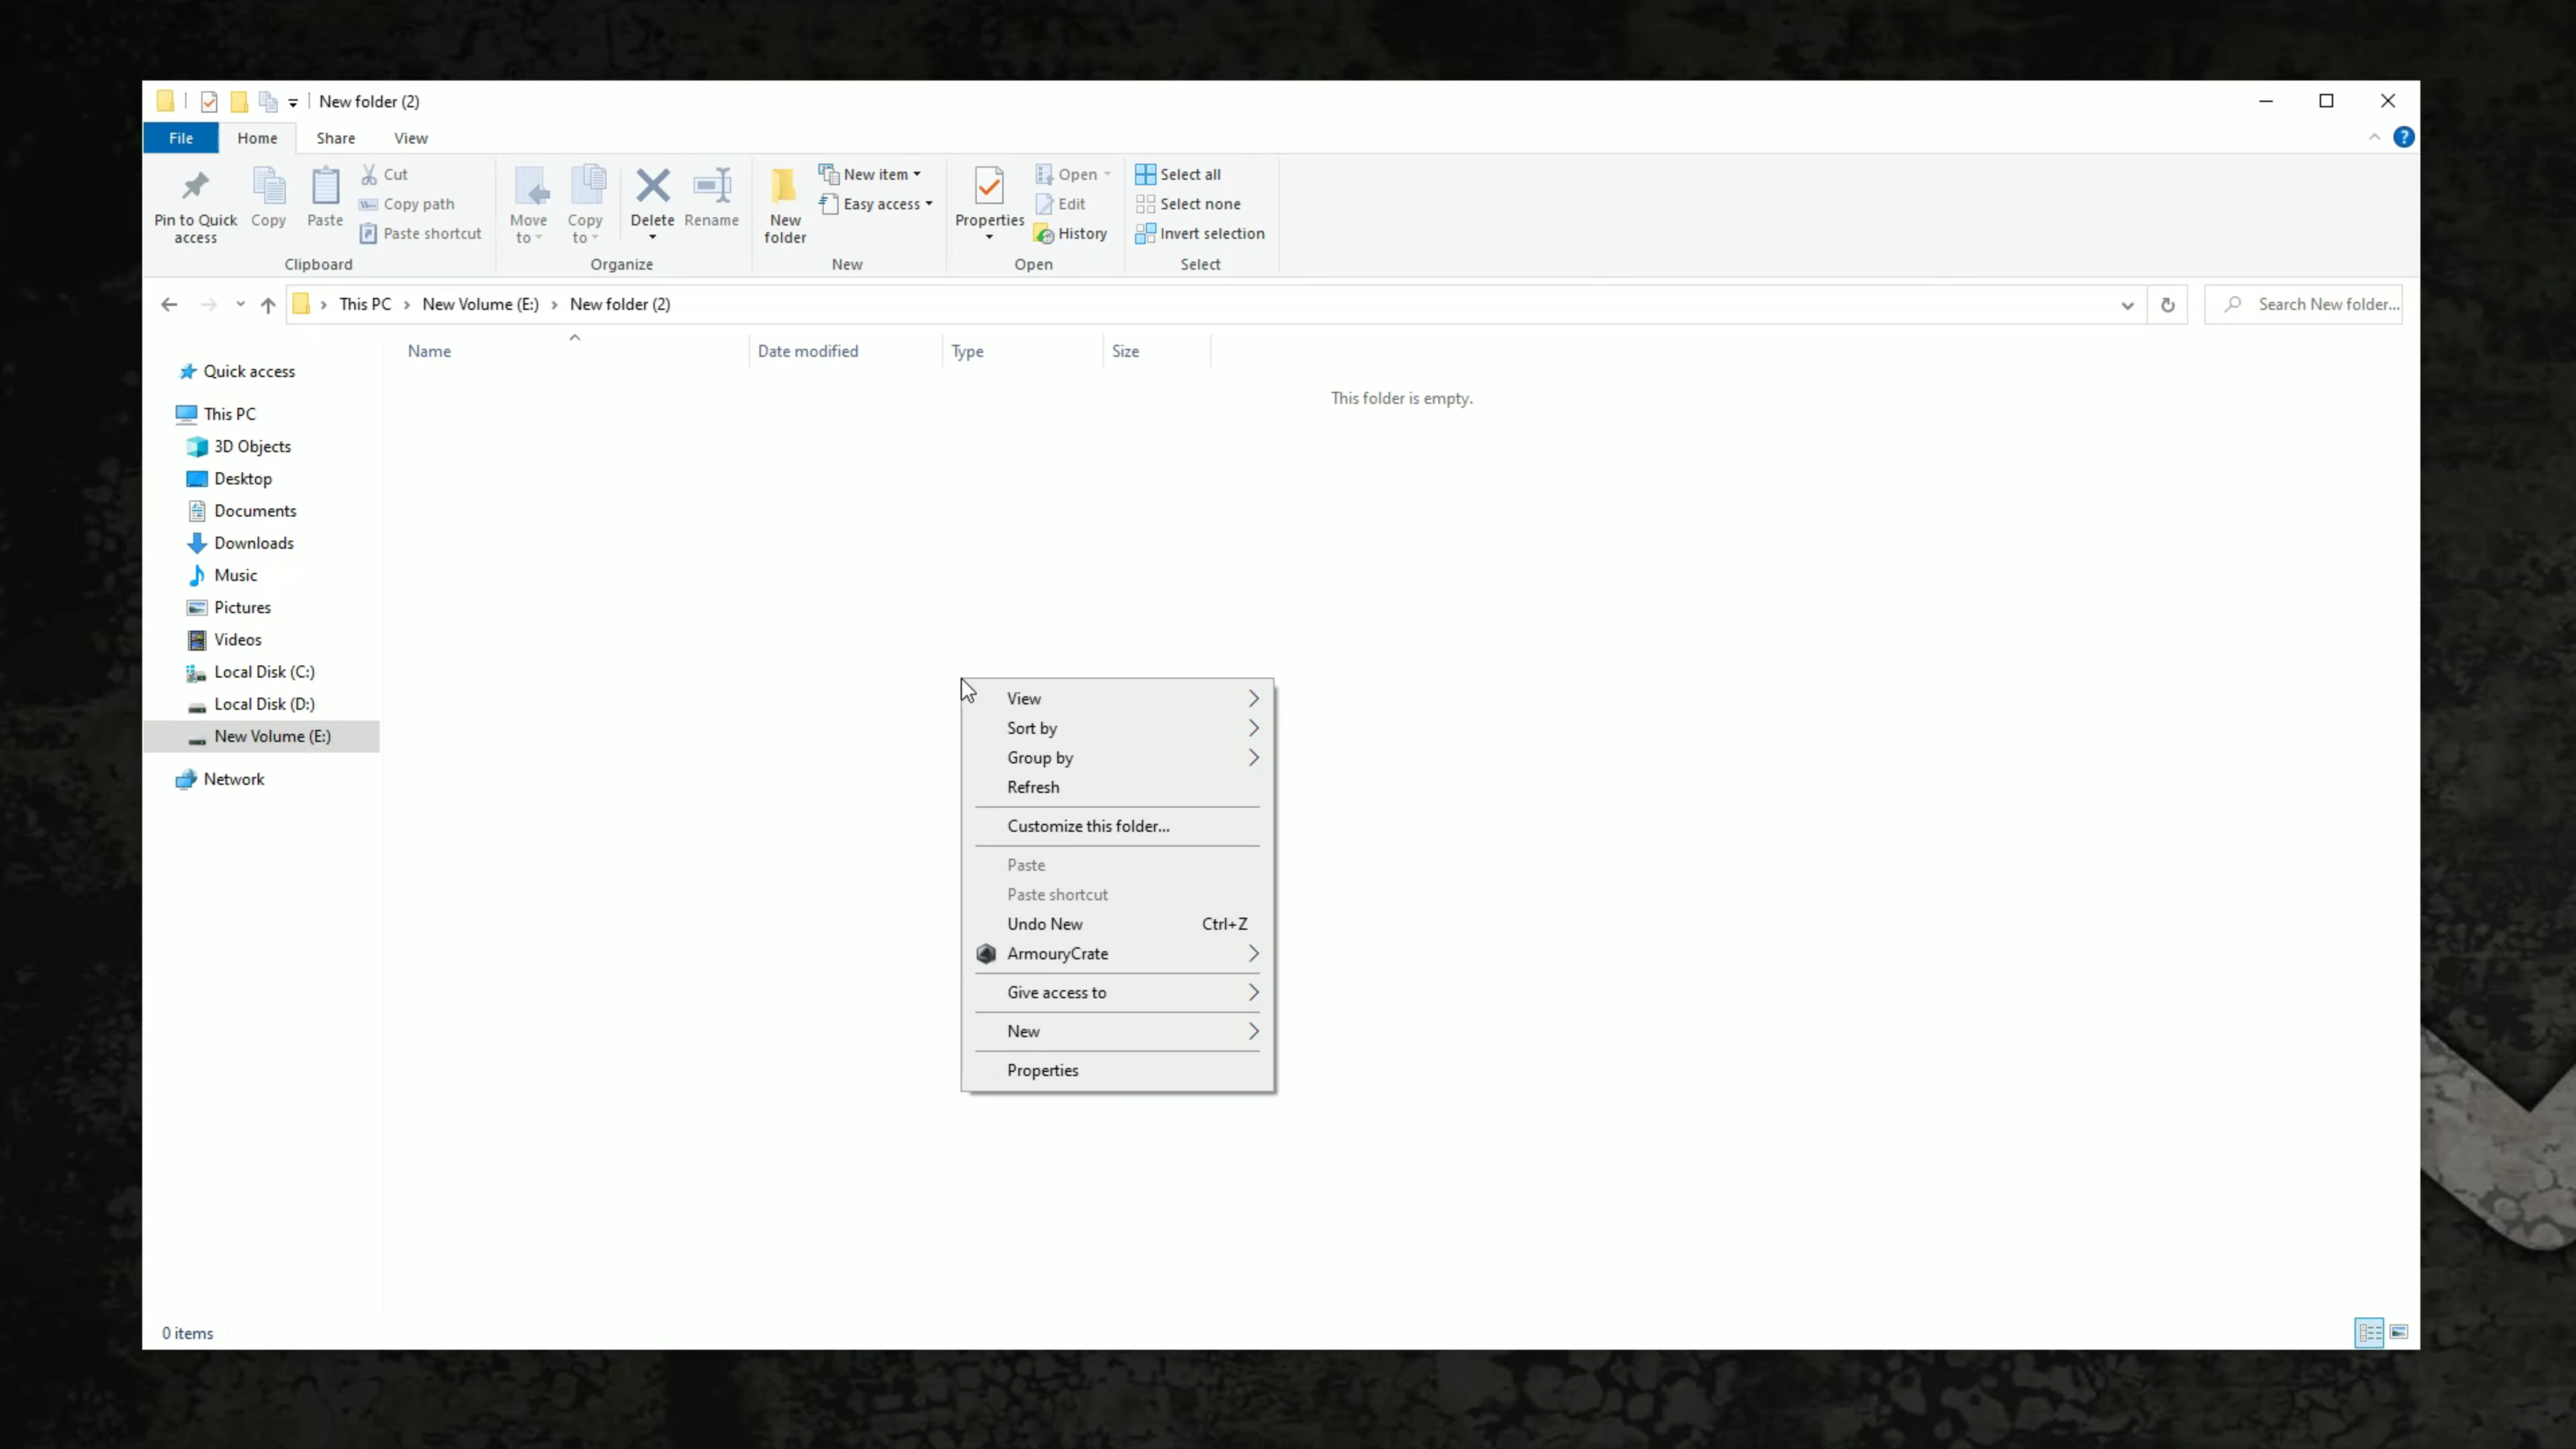 New folder (2)
File Home Share View
Pin to Quick access
Copy
Paste
Cut
Copy path
Paste shortcut
Clipboard
Move to
Copy to
Delete
Rename
Organize
New folder
New item
Easy access
New
Properties
Open
Edit
History
Open
Select all
Select none
Invert selection
Select
This PC New Volume (E:) New folder (2)
Search New folder...
Name Date modified Type Size
This folder is empty.
Quick access
This PC
3D Objects
Desktop
Documents
Downloads
Music
Pictures
Videos
Local Disk (C:)
Local Disk (D:)
New Volume (E:)
Network
View
Sort by
Group by
Refresh
Customize this folder...
Paste
Paste shortcut
Undo New Ctrl+Z
ArmouryCrate
Give access to
New
Properties
0 items